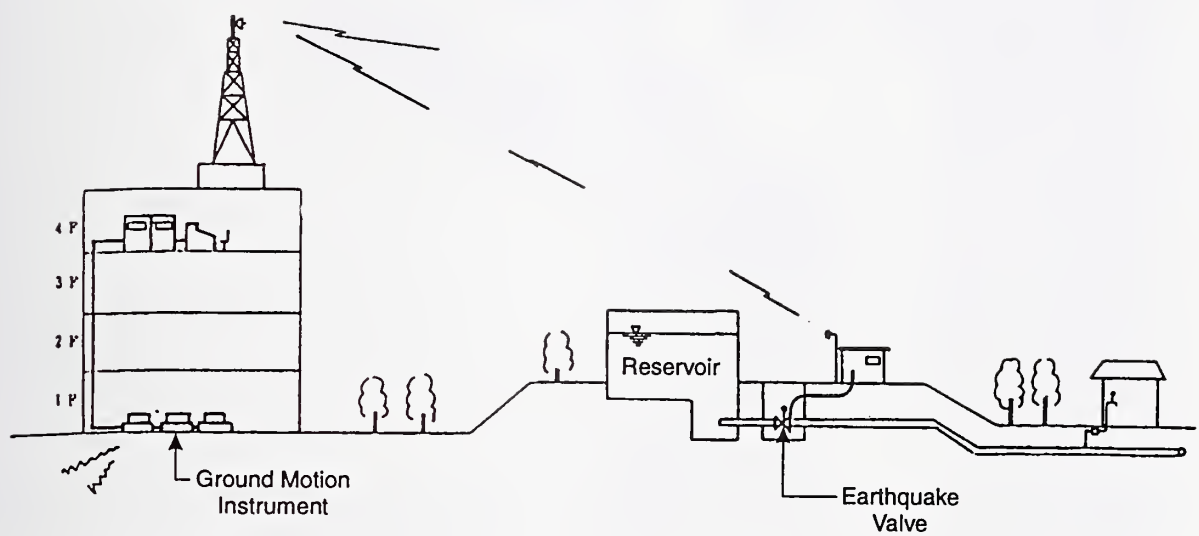 4 F
3 F
2 F
1 F
Reservoir
Ground Motion
Instrument
Earthquake
Valve